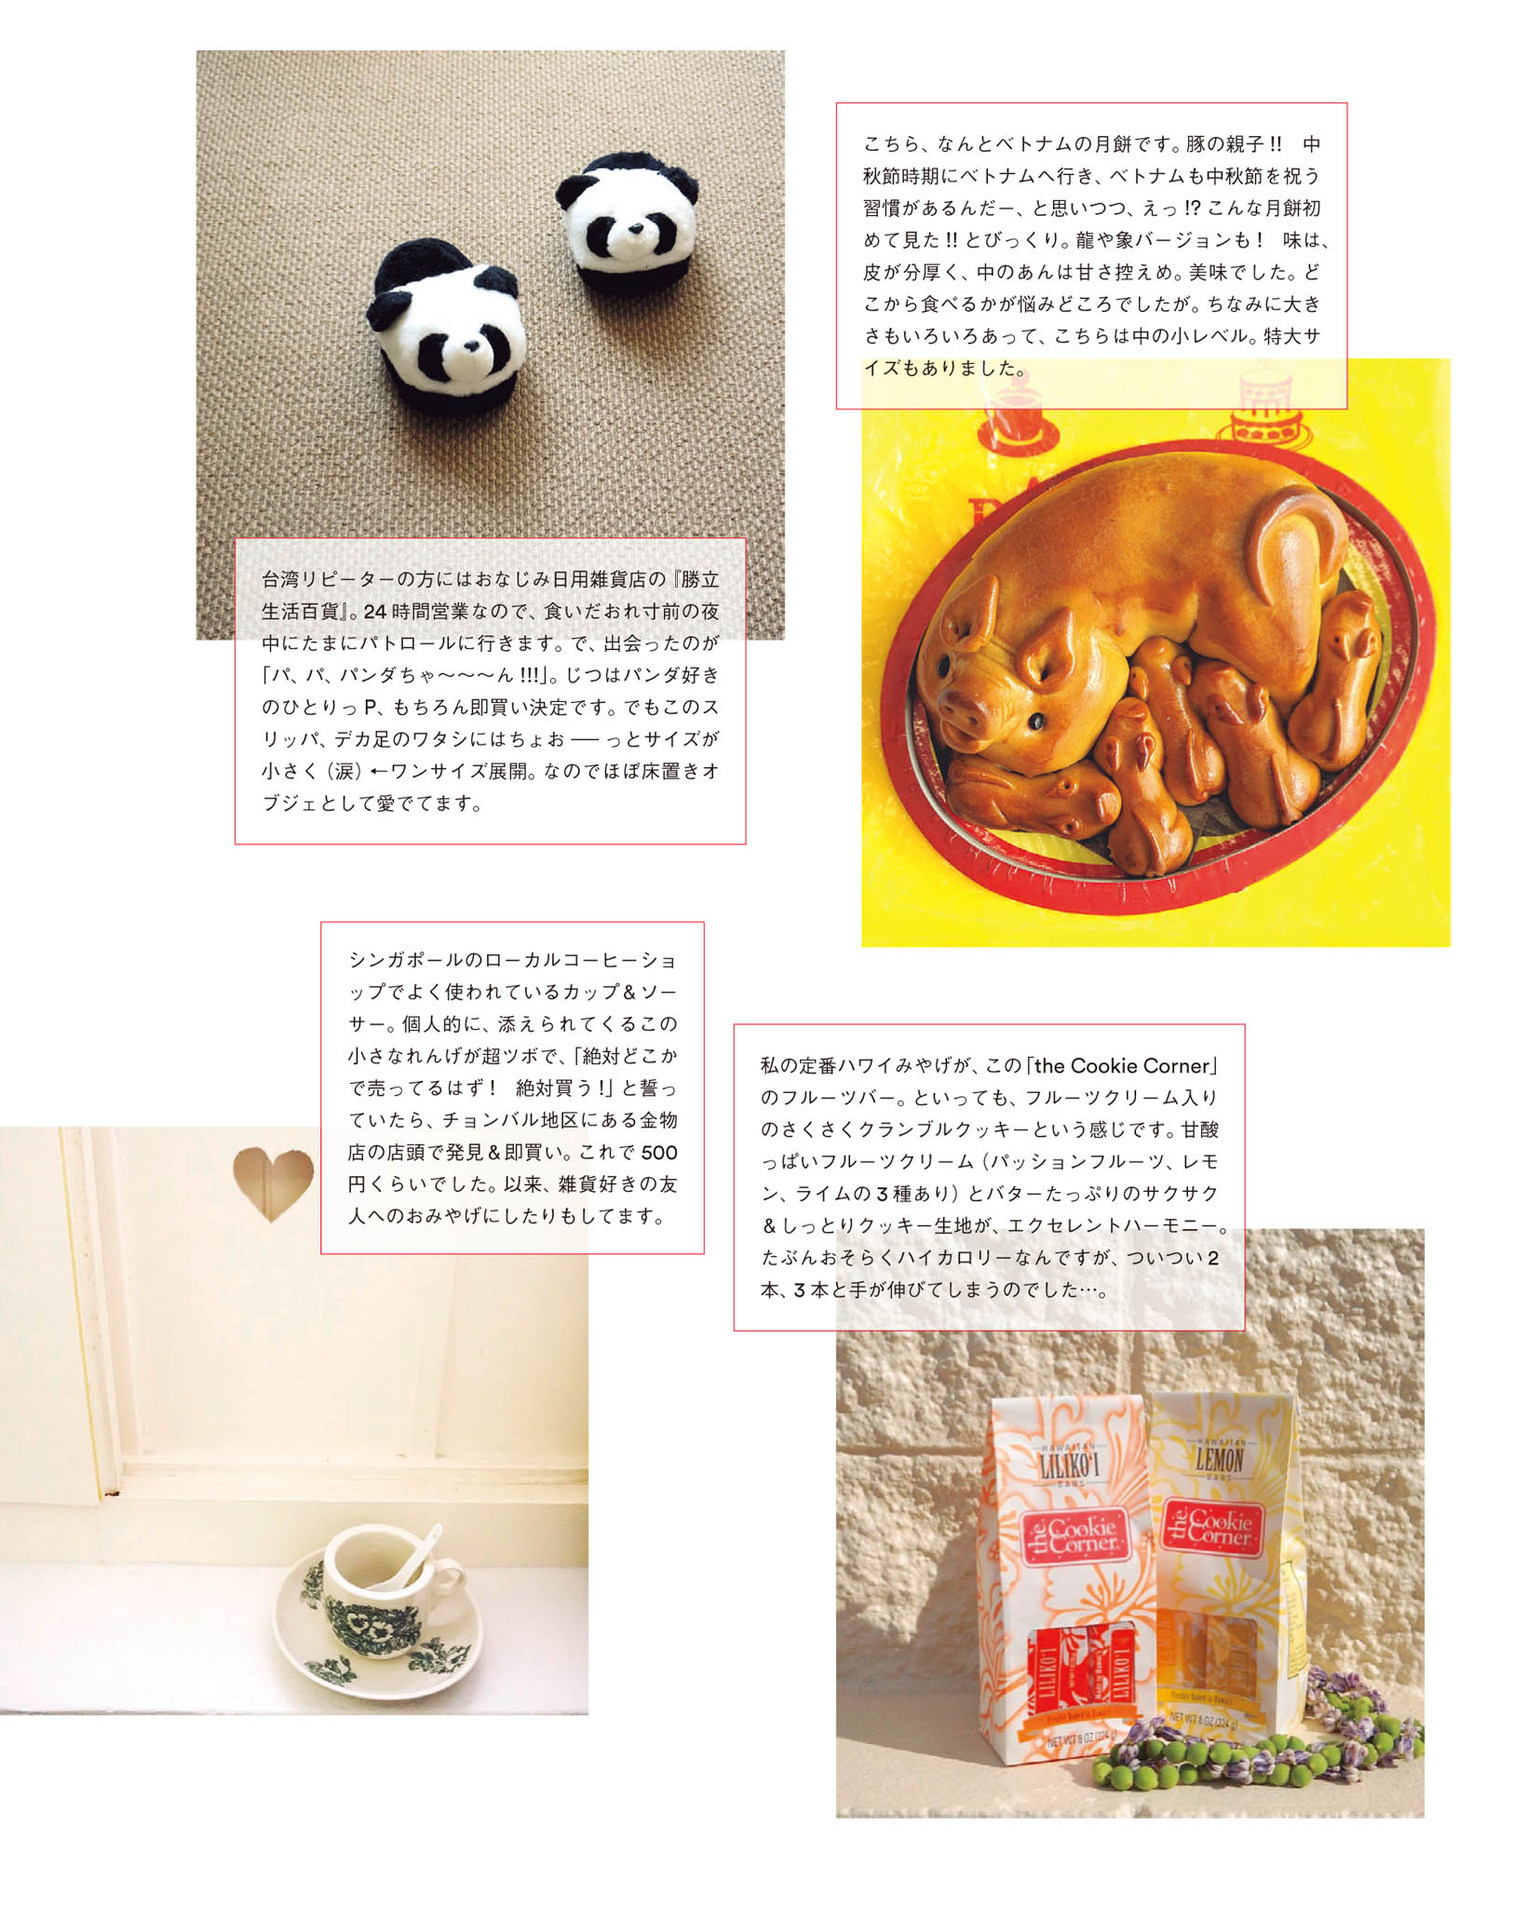 こちら、なんとベトナムの月餅です。豚の親子!!　中
秋節時期にベトナムへ行き、ベトナムも中秋節を祝う
習慣があるんだー、と思いつつ、えっ!? こんな月餅初
めて見た!! とびっくり。龍や象バージョンも！　味は、
皮が分厚く、中のあんは甘さ控えめ。美味でした。ど
こから食べるかが悩みどころでしたが。ちなみに大き
さもいろいろあって、こちらは中の小レベル。特大サ
イズもありました。
台湾リピーターの方にはおなじみ日用雑貨店の『勝立
生活百貨』。24時間営業なので、食いだおれ寸前の夜
中にたまにパトロールに行きます。で、出会ったのが
「パ、パ、パンダちゃ〜〜〜ん!!!」。じつはパンダ好き
のひとりっP、もちろん即買い決定です。でもこのス
リッパ、デカ足のワタシにはちょお ── っとサイズが
小さく（涙）←ワンサイズ展開。なのでほぼ床置きオ
ブジェとして愛でてます。
シンガポールのローカルコーヒーショ
ップでよく使われているカップ＆ソー
サー。個人的に、添えられてくるこの
小さなれんげが超ツボで、「絶対どこか
で売ってるはず！　絶対買う！」と誓っ
ていたら、チョンバル地区にある金物
店の店頭で発見＆即買い。これで500
円くらいでした。以来、雑貨好きの友
人へのおみやげにしたりもしてます。
私の定番ハワイみやげが、この「the Cookie Corner」
のフルーツバー。といっても、フルーツクリーム入り
のさくさくクランブルクッキーという感じです。甘酸
っぱいフルーツクリーム（パッションフルーツ、レモ
ン、ライムの3種あり）とバターたっぷりのサクサク
＆しっとりクッキー生地が、エクセレントハーモニー。
たぶんおそらくハイカロリーなんですが、ついつい2
本、3本と手が伸びてしまうのでした…。
HAWAIIAN
LILIKO'I
BARS
the Cookie
Corner
LILIKO'I
LILIKO'I
NET WT 8 OZ (224 g)
HAWAIIAN
LEMON
BARS
the Cookie
Corner
NET WT 8 OZ (224 g)